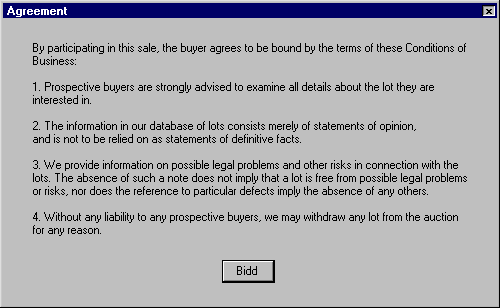 Agreement
By participating in this sale, the buyer agrees to be bound by the terms of these Conditions of
Business:
1. Prospective buyers are strongly advised to examine all details about the lot they are
interested in.
2. The information in our database of lots consists merely of statements of opinion,
and is not to be relied on as statements of definitive facts.
3. We provide information on possible legal problems and other risks in connection with the
lots. The absence of such a note does not imply that a lot is free from possible legal problems
or risks, nor does the reference to particular defects imply the absence of any others.
4. Without any liability to any prospective buyers, we may withdraw any lot from the auction
for any reason.
Bidd